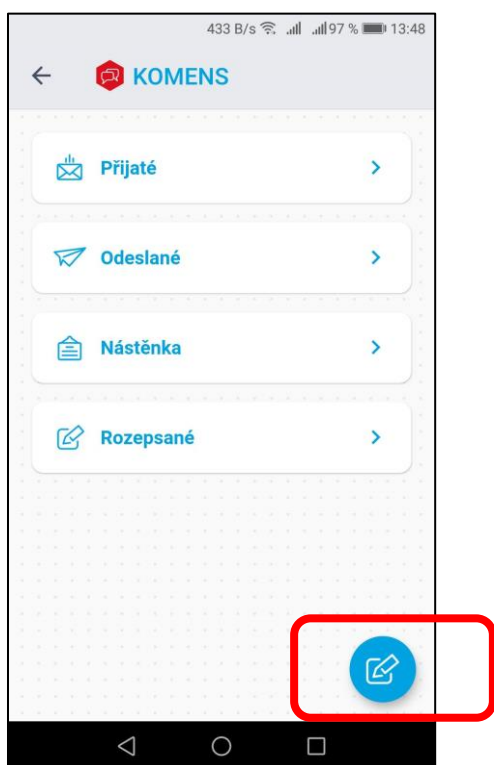 433 B/s 97 % 13:48
KOMENS
Přijaté
Odeslané
Nástěnka
Rozepsané